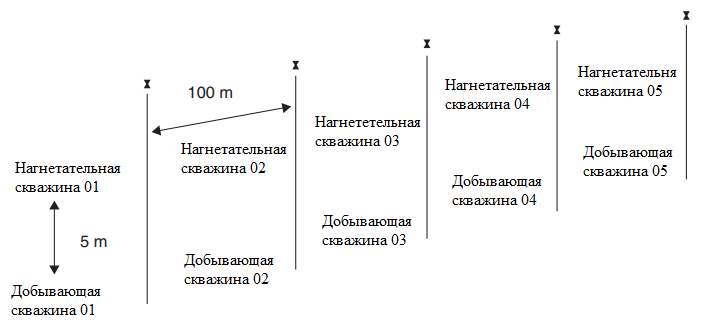 100 m
Нагнетательная
скважина 01
5 m
Добывающая
скважина 01
Нагнетательная
скважина 02
Добывающая
скважина 02
Нагнететельная
скважина 03
Добывающая
скважина 03
Нагнетательная
скважина 04
Добывающая
скважина 04
Нагнетательня
скважина 05
Добывающая
скважина 05